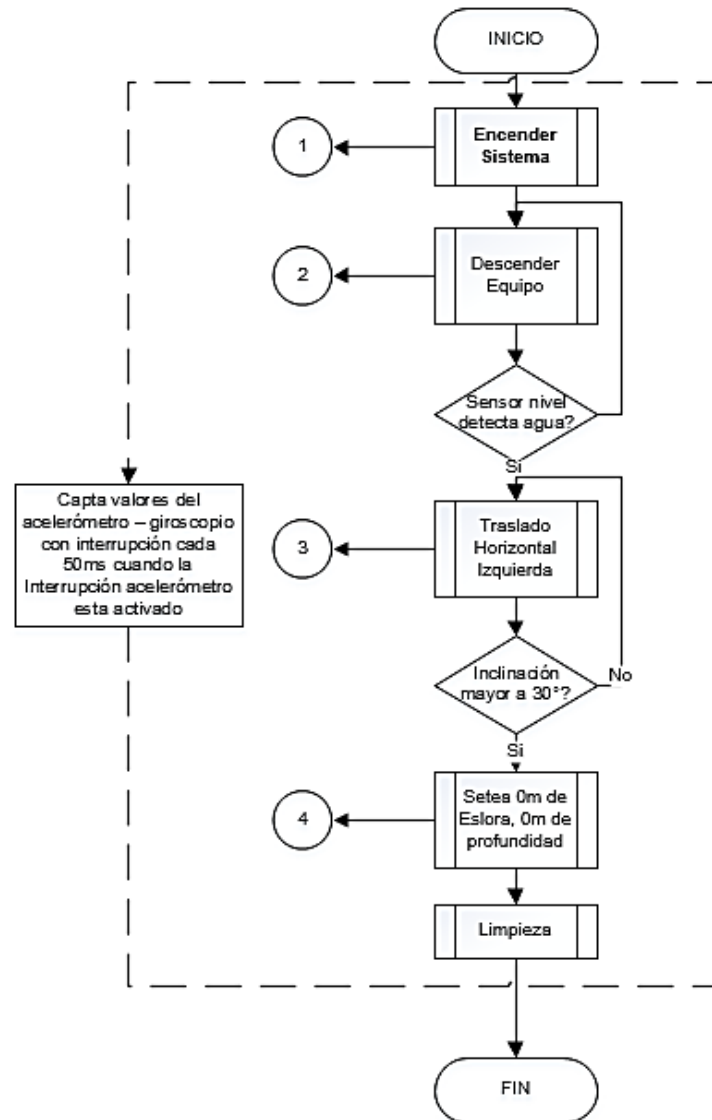 INICIO
1
Encender
Sistema
2
Descender
Equipo
Sensor nivel
detecta agua?
Si
Capta valores del
acelerómetro – giroscopio
con interrupción cada
50ms cuando la
Interrupción acelerómetro
esta activado
3
Traslado
Horizontal
Izquierda
Inclinación
mayor a 30°?
No
Si
4
Setea 0m de
Eslora, 0m de
profundidad
Limpieza
FIN